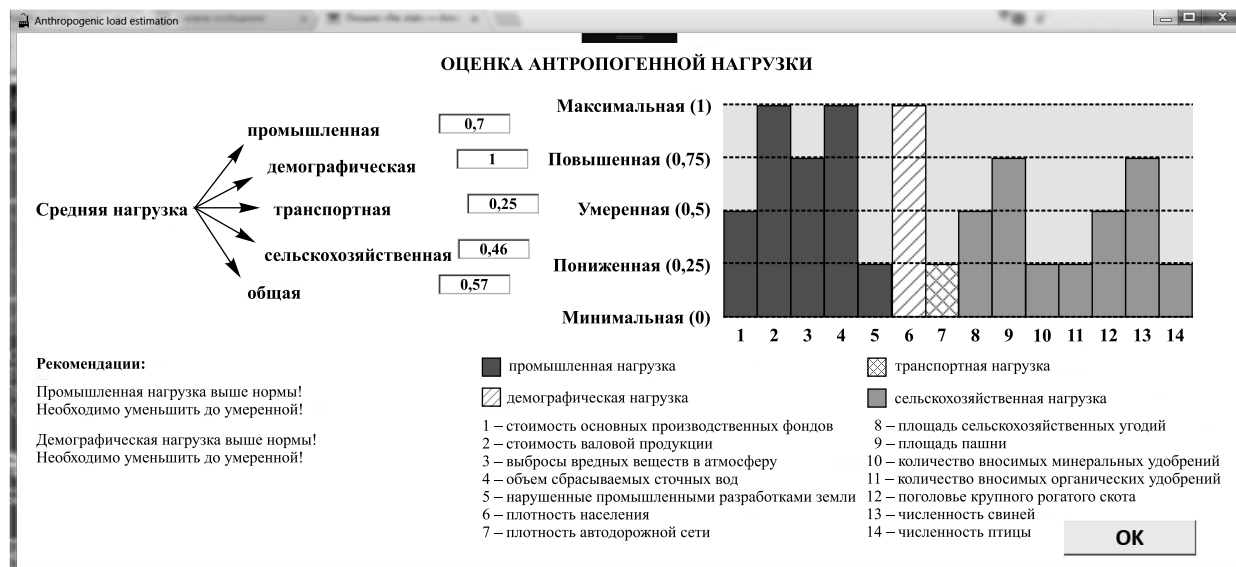 Anthropogenic load estimation
ОЦЕНКА АНТРОПОГЕННОЙ НАГРУЗКИ
Средняя нагрузка
промышленная 0,7
демографическая 1
транспортная 0,25
сельскохозяйственная 0,46
общая 0,57
Максимальная (1)
Повышенная (0,75)
Умеренная (0,5)
Пониженная (0,25)
Минимальная (0)
1 2 3 4 5 6 7 8 9 10 11 12 13 14
Рекомендации:
Промышленная нагрузка выше нормы!
Необходимо уменьшить до умеренной!
Демографическая нагрузка выше нормы!
Необходимо уменьшить до умеренной!
промышленная нагрузка
демографическая нагрузка
транспортная нагрузка
сельскохозяйственная нагрузка
1 – стоимость основных производственных фондов
2 – стоимость валовой продукции
3 – выбросы вредных веществ в атмосферу
4 – объем сбрасываемых сточных вод
5 – нарушенные промышленными разработками земли
6 – плотность населения
7 – плотность автодорожной сети
8 – площадь сельскохозяйственных угодий
9 – площадь пашни
10 – количество вносимых минеральных удобрений
11 – количество вносимых органических удобрений
12 – поголовье крупного рогатого скота
13 – численность свиней
14 – численность птицы
OK